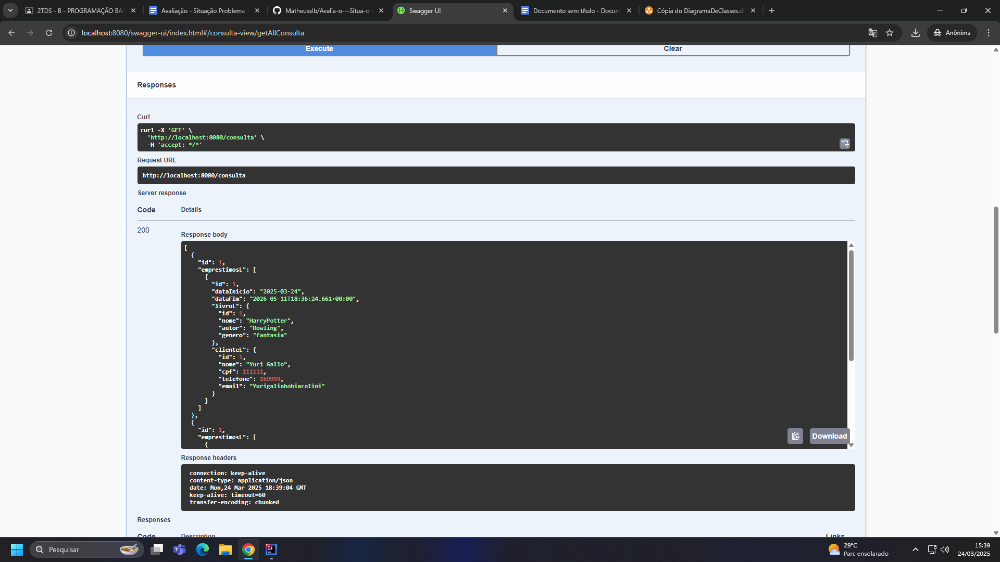 2TDS - B - PROGRAMAÇÃO BA
Avaliação - Situação Problema
Matheusslb/Avalia-o---Situa-o-
Swagger UI
Documento sem título - Docum
Cópia do DiagramaDeClasses.d
localhost:8080/swagger-ui/index.html#/consulta-view/getAllConsulta
Anônima
Execute
Clear
Responses
Curl
curl -X 'GET' \
'http://localhost:8080/consulta' \
-H 'accept: */*'
Request URL
http://localhost:8080/consulta
Server response
Code Details
200
Response body
[
{
"id": 1,
"emprestimosL": [
{
"id": 1,
"dataInicio": "2025-03-24",
"dataFIm": "2026-05-11T18:36:24.661+00:00",
"livroL": {
"id": 1,
"nome": "HarryPotter",
"autor": "Rowling",
"genero": "fantasia"
},
"clienteL": {
"id": 1,
"nome": "Yuri Gallo",
"cpf": 111111,
"telefone": 169999,
"email": "Yurigalinhobiacolini"
}
}
]
},
{
"id": 1,
"emprestimosL": [
{
Download
Response headers
connection: keep-alive
content-type: application/json
date: Mon,24 Mar 2025 18:39:04 GMT
keep-alive: timeout=60
transfer-encoding: chunked
Responses
Code Description Links
Pesquisar
29°C
Parc ensolarado
15:39
24/03/2025